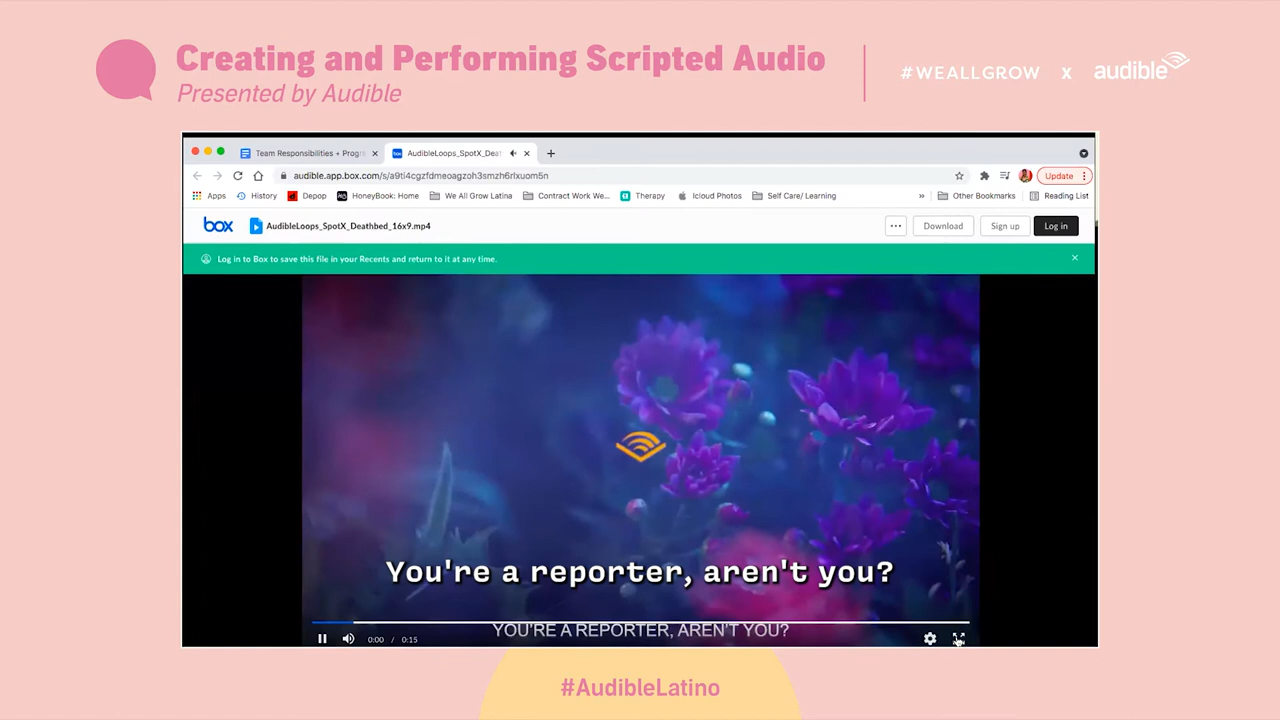 Creating and Performing Scripted Audio
Presented by Audible
#WEALLGROW x audible
Team Responsibilities + Progr
AudibleLoops_SpotX_Deat
audible.app.box.com/s/a9ti4cgzfdmeoagzoh3smzh6rlxuom5n
Update
Apps History Depop HoneyBook: Home We All Grow Latina Contract Work We... Therapy Icloud Photos Self Care/ Learning » Other Bookmarks Reading List
box AudibleLoops_SpotX_Deathbed_16x9.mp4
Download Sign up Log in
Log in to Box to save this file in your Recents and return to it at any time.
You're a reporter, aren't you?
YOU'RE A REPORTER, AREN'T YOU?
0:00 / 0:15
#AudibleLatino